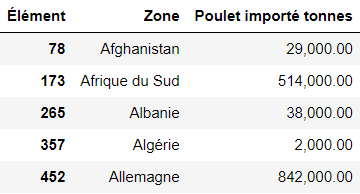 Élément Zone Poulet importé tonnes
78 Afghanistan 29,000.00
173 Afrique du Sud 514,000.00
265 Albanie 38,000.00
357 Algérie 2,000.00
452 Allemagne 842,000.00